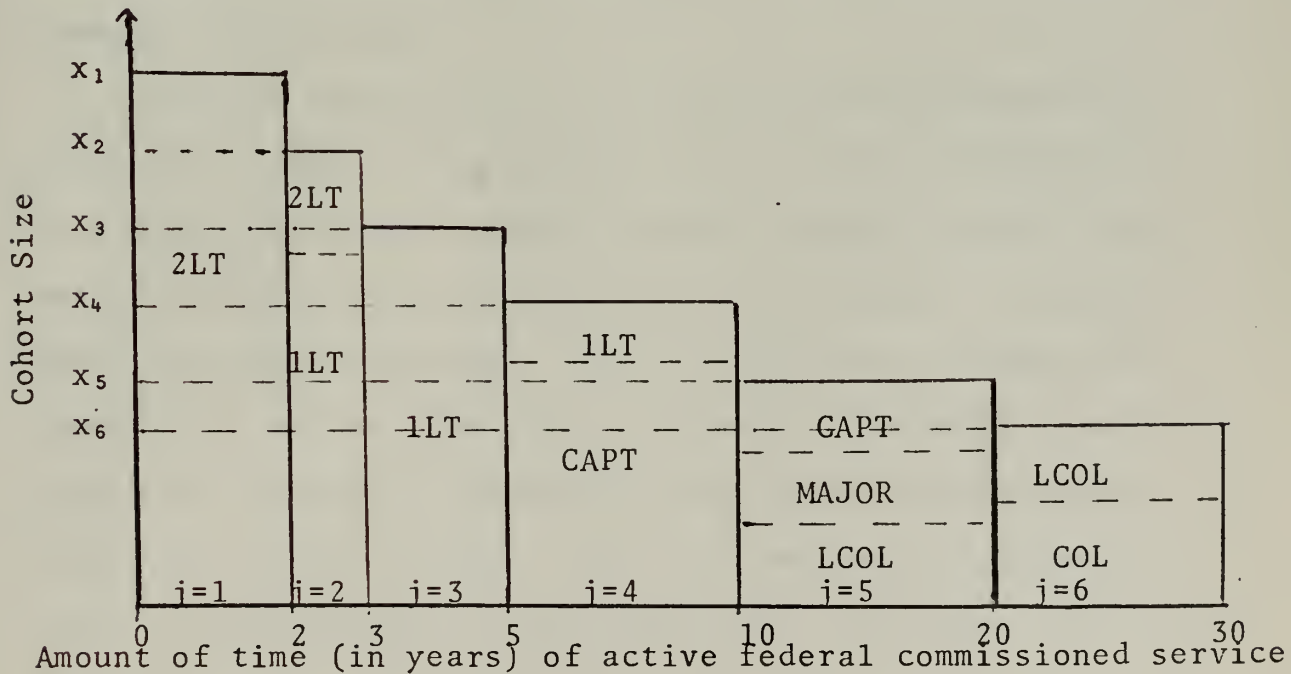 Cohort Size
X1
X2
X3
X4
X5
X6
2LT
2LT
1LT
1LT
1LT
CAPT
CAPT
MAJOR
LCOL
LCOL
COL
j=1 j=2 j=3 j=4 j=5 j=6
0 2 3 5 10 20 30
Amount of time (in years) of active federal commissioned service